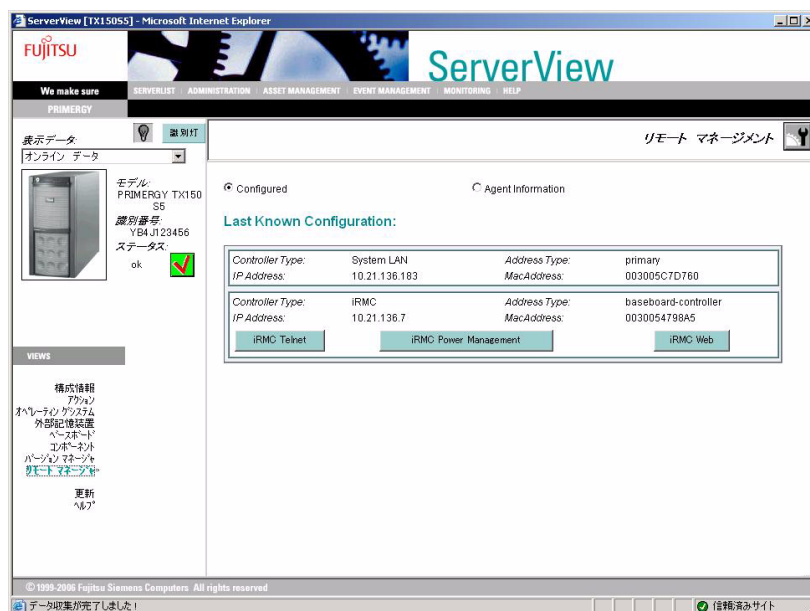 ServerView [TX150S5] - Microsoft Internet Explorer
FUJITSU
ServerView
We make sure
SERVERLIST | ADMINISTRATION | ASSET MANAGEMENT | EVENT MANAGEMENT | MONITORING | HELP
PRIMERGY
表示データ:
識別灯
オンライン データ
リモート マネージメント
モデル:
PRIMERGY TX150
S5
識別番号:
YB4J123456
ステータス:
ok
Configured
Agent Information
Last Known Configuration:
Controller Type: System LAN Address Type: primary
IP Address: 10.21.136.183 MacAddress: 003005C7D760
Controller Type: iRMC Address Type: baseboard-controller
IP Address: 10.21.136.7 MacAddress: 0030054798A5
iRMC Telnet iRMC Power Management iRMC Web
VIEWS
構成情報
アクション
オペレーティングシステム
外部記憶装置
ベースボード
コンポーネント
バージョン マネージャ
リモート マネージャ
更新
ヘルプ
© 1999-2006 Fujitsu Siemens Computers All rights reserved
データ収集が完了しました!
信頼済みサイト